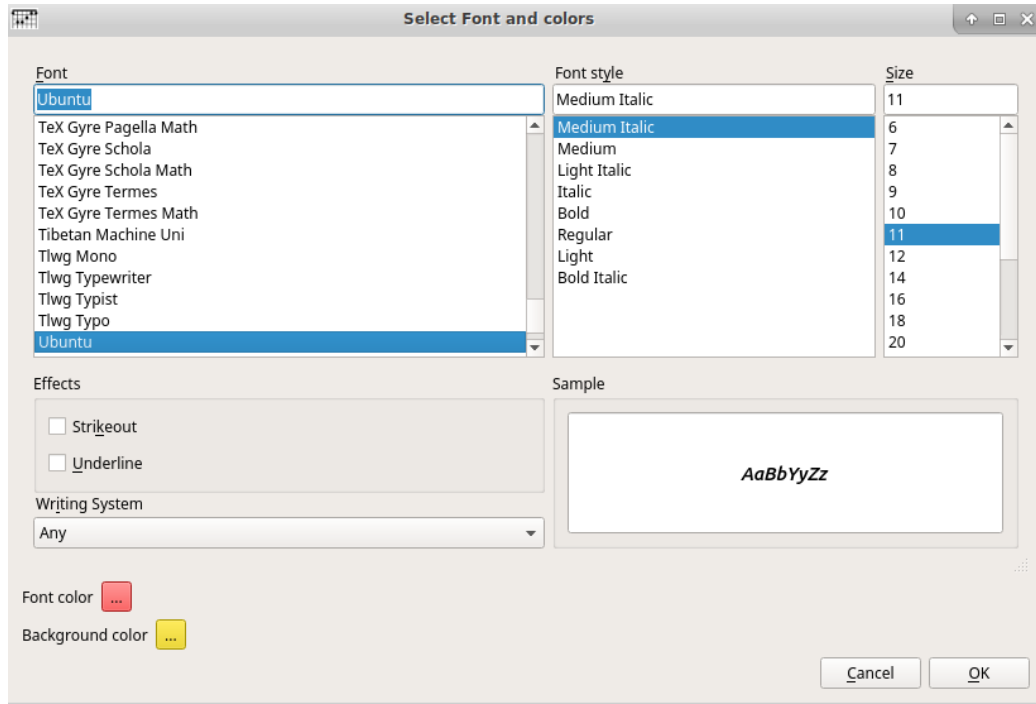 Select Font and colors
Font
Ubuntu
TeX Gyre Pagella Math
TeX Gyre Schola
TeX Gyre Schola Math
TeX Gyre Termes
TeX Gyre Termes Math
Tibetan Machine Uni
Tlwg Mono
Tlwg Typewriter
Tlwg Typist
Tlwg Typo
Ubuntu
Font style
Medium Italic
Medium Italic
Medium
Light Italic
Italic
Bold
Regular
Light
Bold Italic
Size
11
6
7
8
9
10
11
12
14
16
18
20
Effects
Strikeout
Underline
Writing System
Any
Sample
AaBbYyZz
Font color ...
Background color ...
Cancel
OK